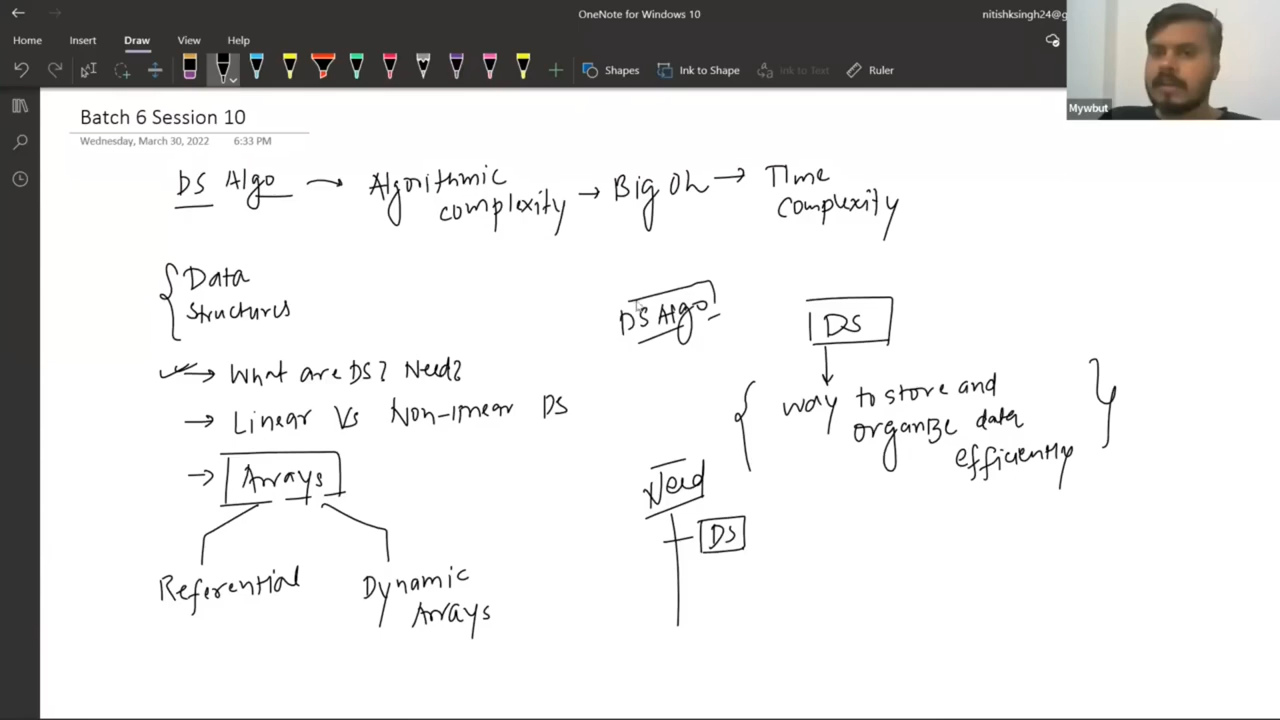 OneNote for Windows 10
nitishksingh24@g
Home Insert Draw View Help
Shapes Ink to Shape Ink to Text Ruler
Mywbut
Batch 6 Session 10
Wednesday, March 30, 2022 6:33 PM
DS Algo → Algorithmic complexity → Big Oh → Time complexity
Data
Structures
DS Algo
DS
→ What are DS? Need?
→ Linear Vs Non-linear DS
way to store and
organize data
efficiently
→ Arrays
Need
DS
Referential
Dynamic
Arrays